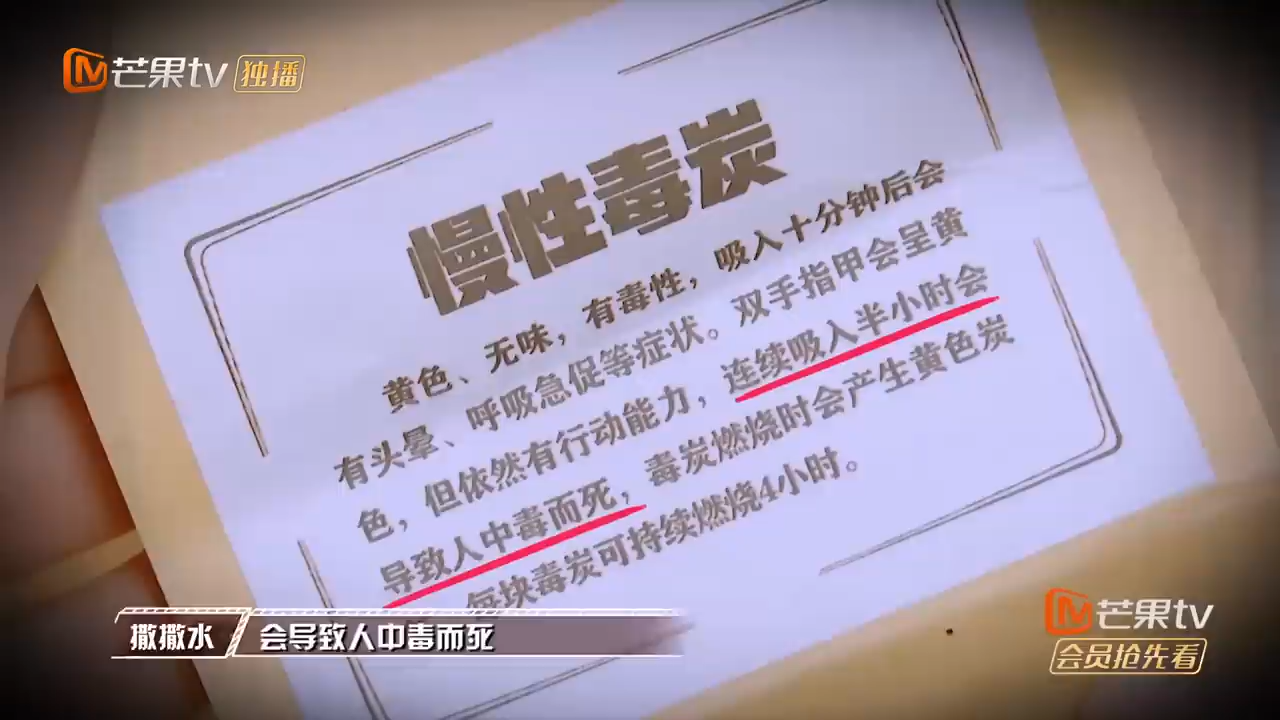 芒果tv 独播
慢性毒炭
黄色、无味，有毒性，吸入十分钟后会
有头晕、呼吸急促等症状。双手指甲会呈黄
色，但依然有行动能力，连续吸入半小时会
导致人中毒而死，毒炭燃烧时会产生黄色炭
每块毒炭可持续燃烧4小时。
撒撒水 会导致人中毒而死
芒果tv
会员抢先看